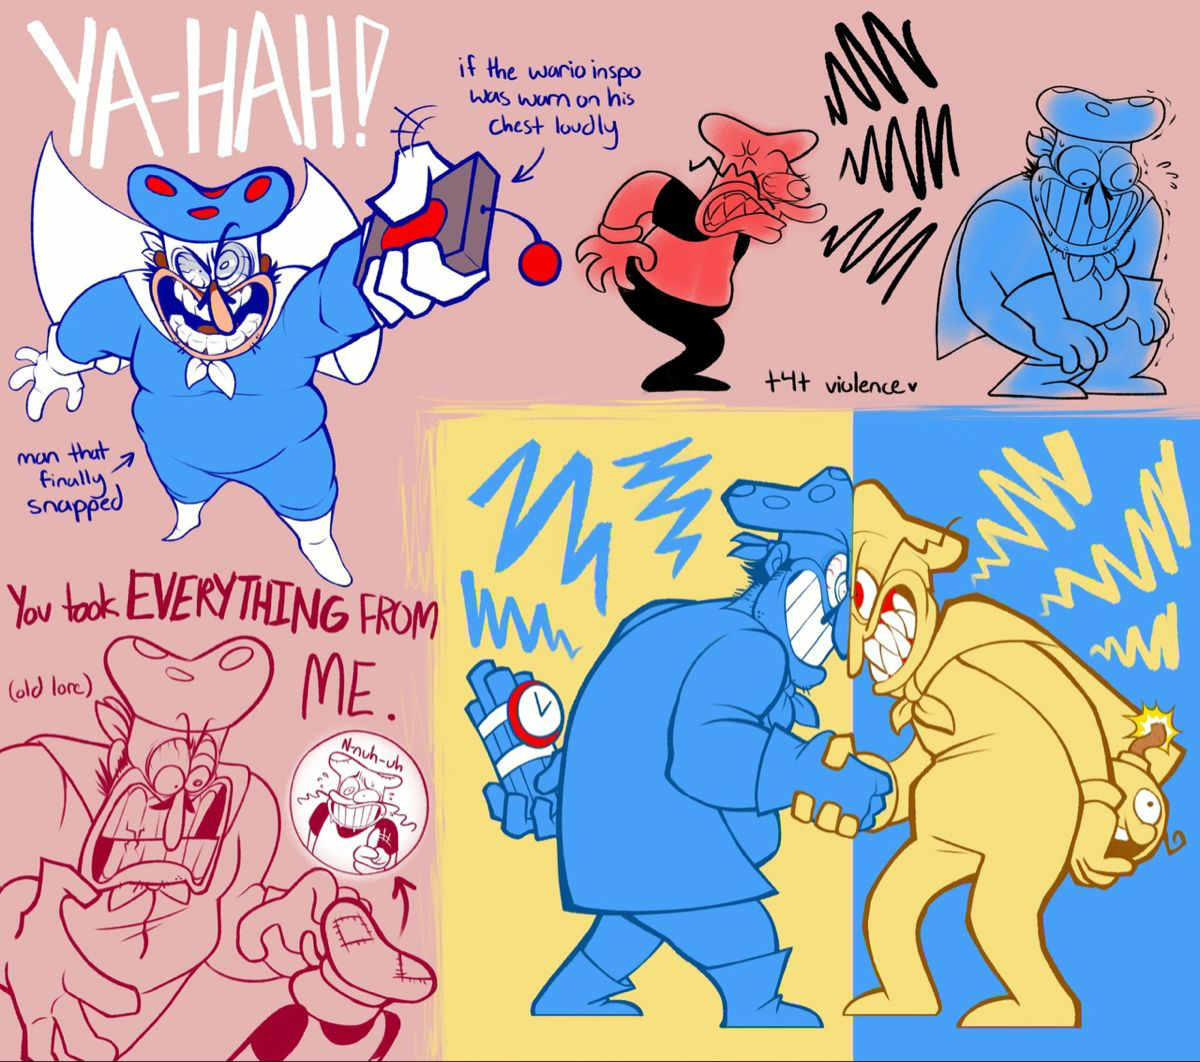 YA-HAH!
if the wario inspo
was warn on his
chest loudly
t4t violence ♥
man that
finally
snapped
You took EVERYTHING FROM
ME.
(old lore)
N-nuh-uh